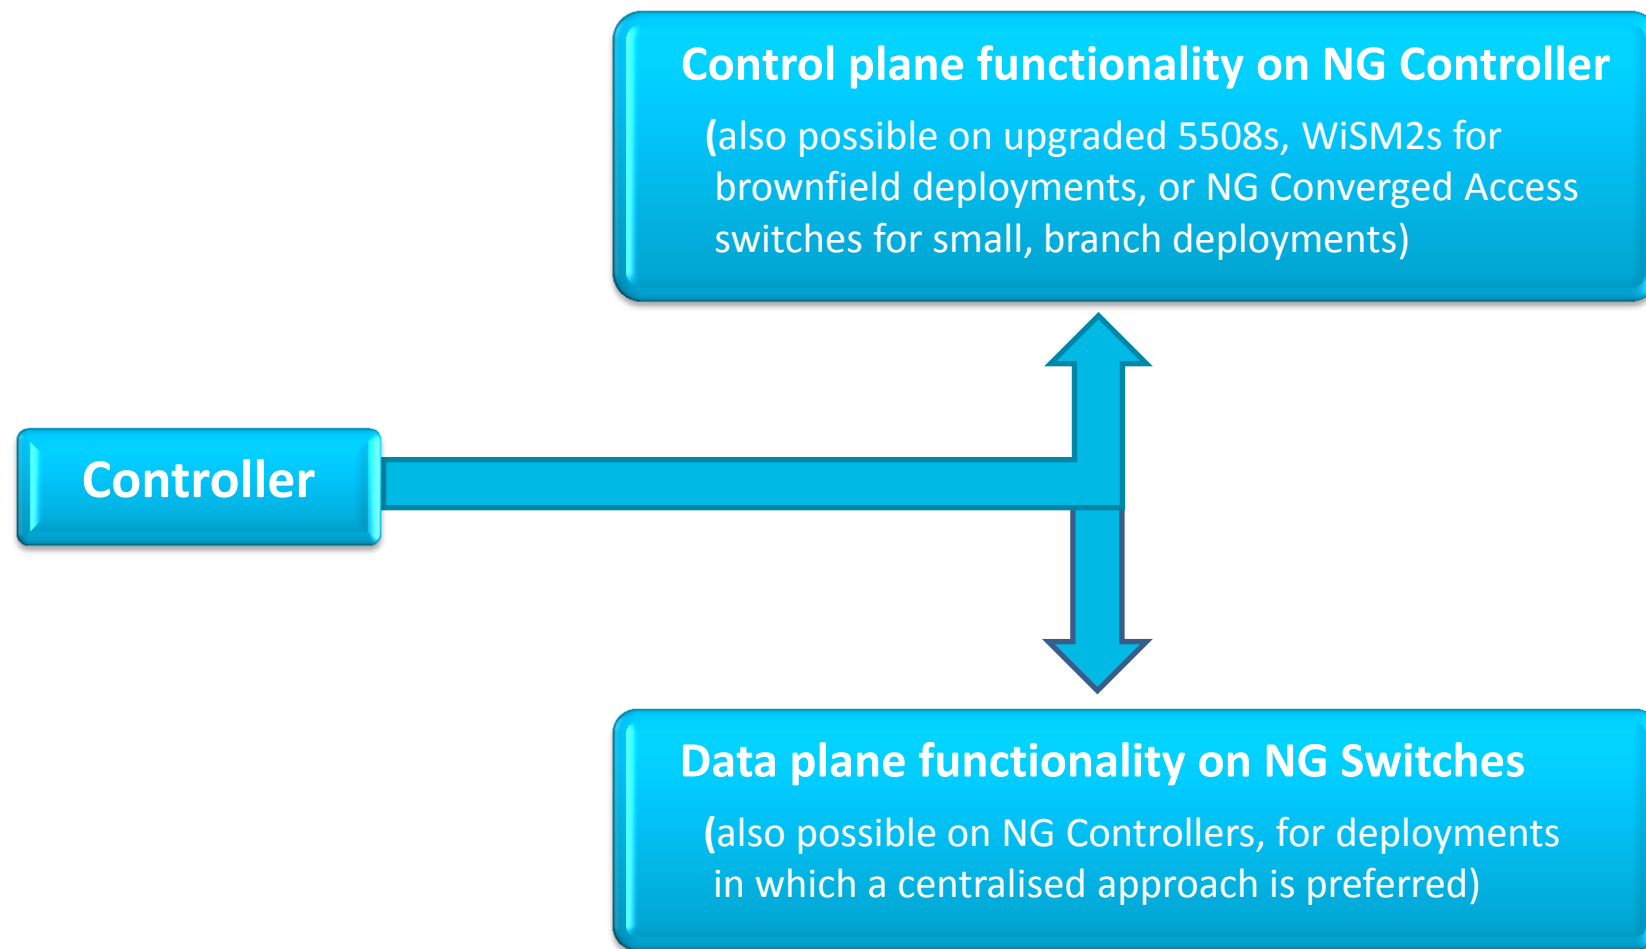 Control plane functionality on NG Controller
(also possible on upgraded 5508s, WiSM2s for
brownfield deployments, or NG Converged Access
switches for small, branch deployments)
Controller
Data plane functionality on NG Switches
(also possible on NG Controllers, for deployments
in which a centralised approach is preferred)